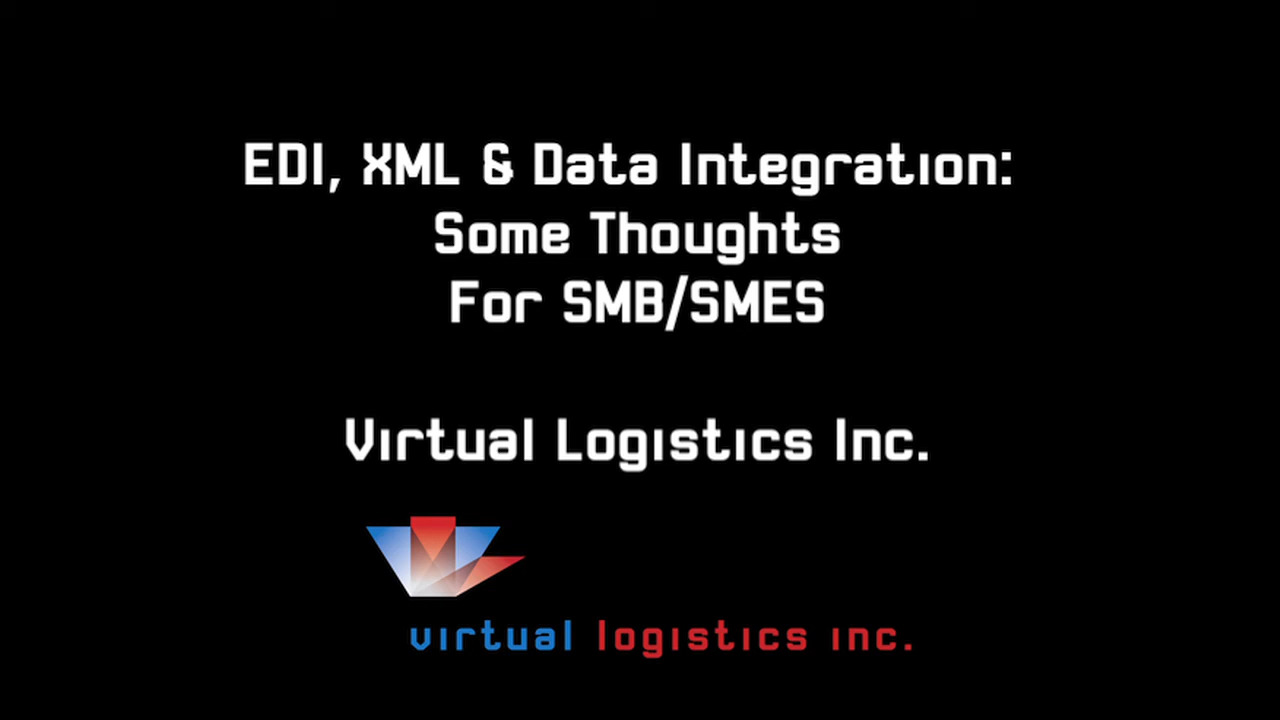 EDI, XML & Data Integration:
Some Thoughts
For SMB/SMES
Virtual Logistics Inc.
virtual logistics inc.